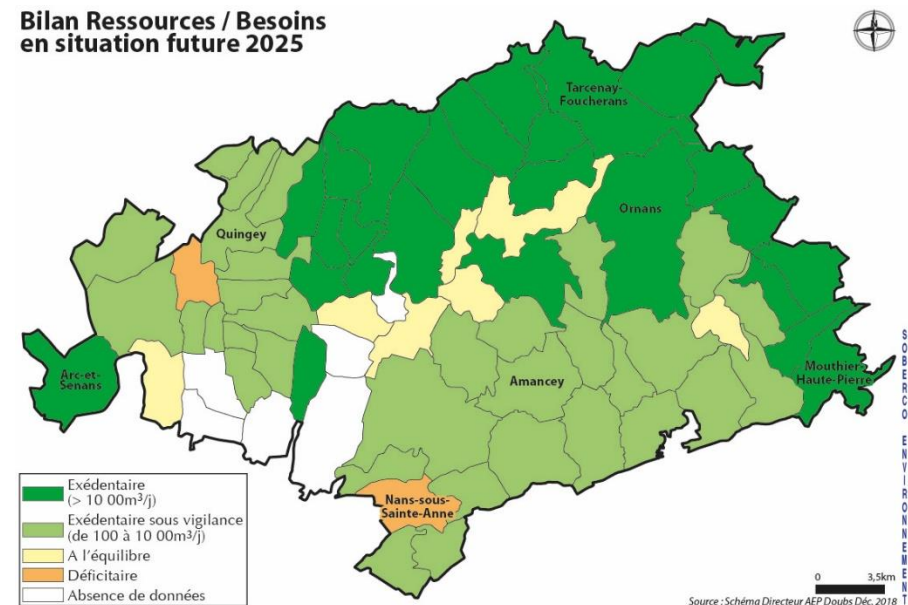 Bilan Ressources / Besoins
en situation future 2025
Tarcenay-
Foucherans
Ornans
Quingey
Arc-et-
Senans
Mouthier-
Haute-Pierre
Amancey
Nans-sous-
Sainte-Anne
Exédentaire
(> 10 00m³/j)
Exédentaire sous vigilance
(de 100 à 10 00m³/j)
A l'équilibre
Déficitaire
Absence de données
0 3,5km
Source : Schéma Directeur AEP Doubs Déc. 2018
SOBERCO ENVIRONNEMENT